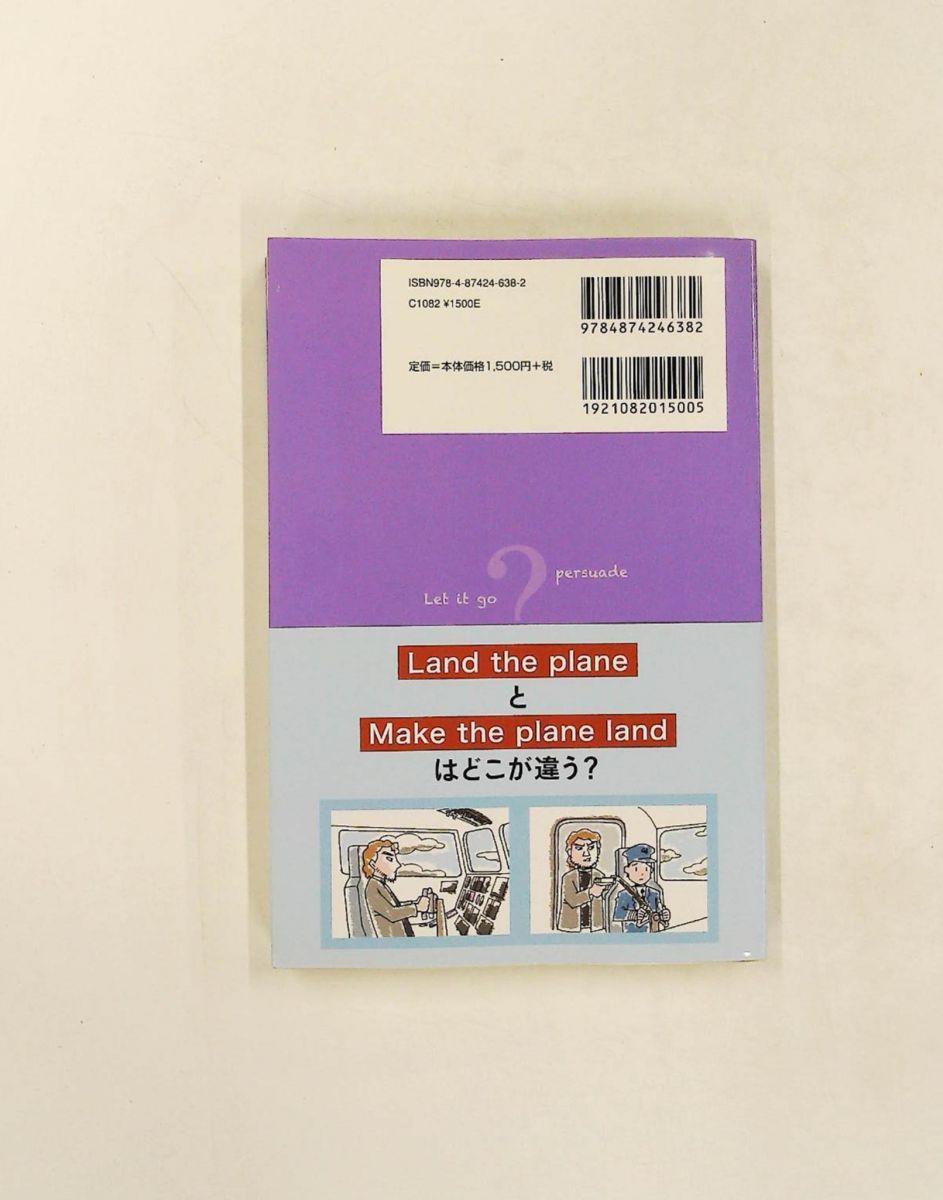 ISBN978-4-87424-638-2
C1082 ¥1500E
9784874246382
定価＝本体価格1,500円＋税
1921082015005
?
persuade
Let it go
Land the plane
と
Make the plane land
はどこが違う?